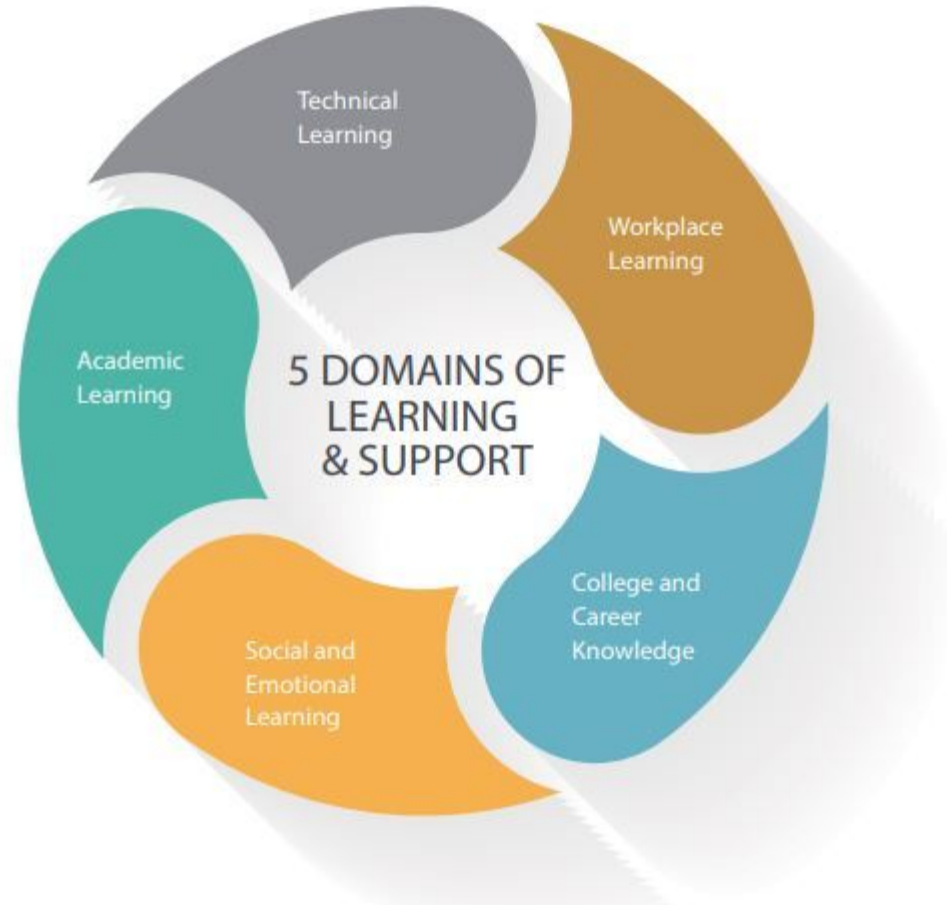 Technical
Learning
Workplace
Learning
Academic
Learning
5 DOMAINS OF
LEARNING
& SUPPORT
College and
Career
Knowledge
Social and
Emotional
Learning